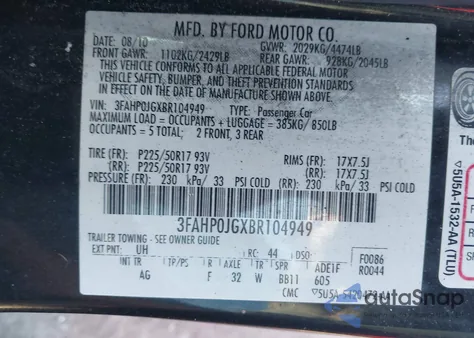 MFD. BY FORD MOTOR CO.
DATE: 08/10 GVWR: 2029KG/4474LB
FRONT GAWR: 1102KG/2429LB REAR GAWR: 928KG/2045LB
THIS VEHICLE CONFORMS TO ALL APPLICABLE FEDERAL MOTOR VEHICLE
SAFETY, BUMPER, AND THEFT PREVENTION STANDARDS
IN EFFECT ON THE DATE OF MANUFACTURE SHOWN ABOVE.
VIN: 3FAHP0JGXBR104949 TYPE: Passenger Car
MAXIMUM LOAD = OCCUPANTS + LUGGAGE = 385KG/850LB
OCCUPANTS = 5 TOTAL; 2 FRONT, 3 REAR
TIRE (FR): P225/50R17 93V RIMS (FR): 17X7.5J
(RR): P225/50R17 93V (RR): 17X7.5J
PRESSURE (FR): 230 kPa/33 PSI COLD (RR): 230 kPa/33 PSI COLD
3FAHP0JGXBR104949
TRAILER TOWING - SEE OWNER GUIDE
EXT PNT: UH RC: 44 DSO: F0086
R0044
INT TR TP/PS R AXLE TR SPR ADE1F
AG F 32 W BB11 605
CMC
5U5A-1532-AA (TLU
The
autosnap